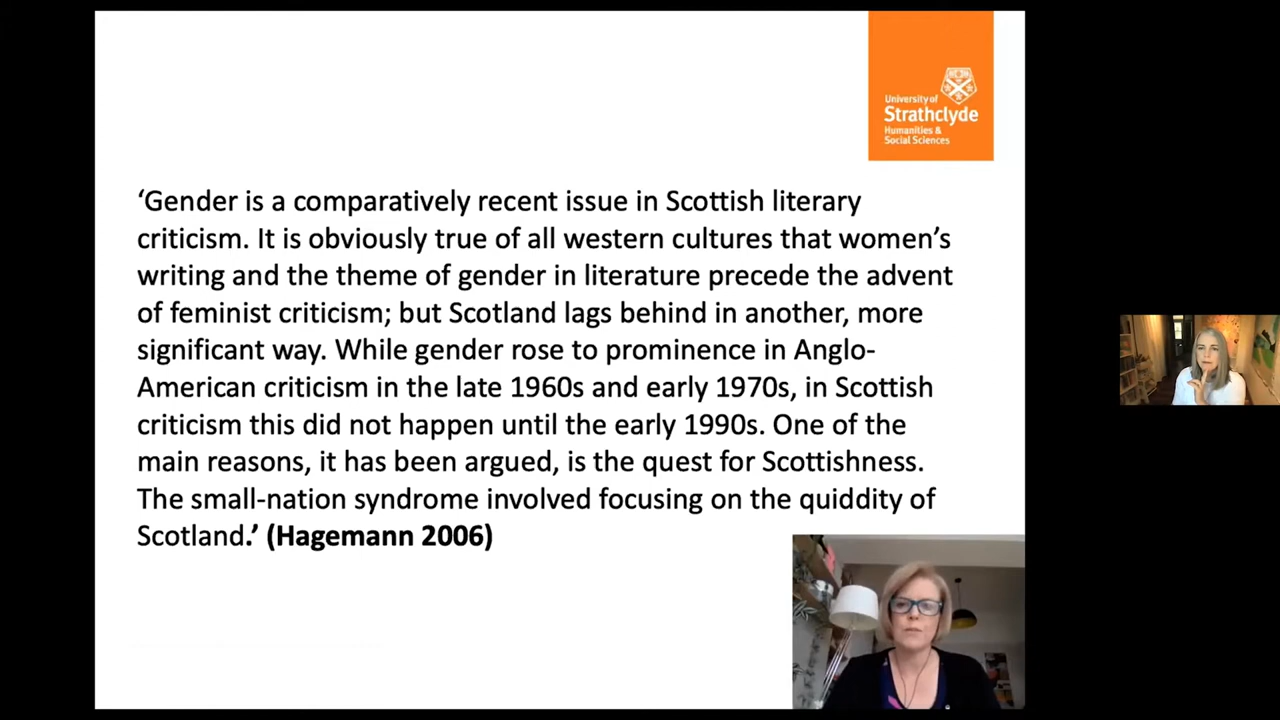 University of
Strathclyde
Humanities &
Social Sciences
‘Gender is a comparatively recent issue in Scottish literary
criticism. It is obviously true of all western cultures that women’s
writing and the theme of gender in literature precede the advent
of feminist criticism; but Scotland lags behind in another, more
significant way. While gender rose to prominence in Anglo-
American criticism in the late 1960s and early 1970s, in Scottish
criticism this did not happen until the early 1990s. One of the
main reasons, it has been argued, is the quest for Scottishness.
The small-nation syndrome involved focusing on the quiddity of
Scotland.’ (Hagemann 2006)